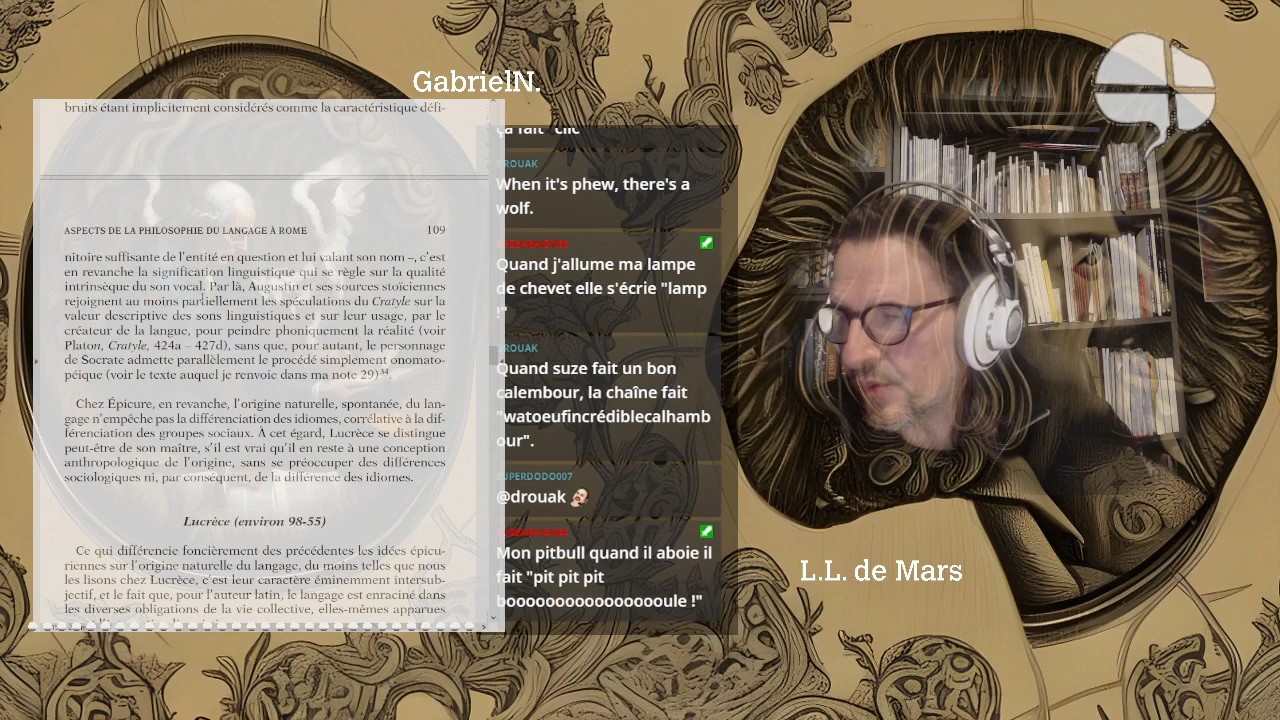 GabrielN.
bruits étant implicitement considérés comme la caractéristique défi-
ASPECTS DE LA PHILOSOPHIE DU LANGAGE À ROME 109
nitoire suffisante de l'entité en question et lui valant son nom –, c'est
en revanche la signification linguistique qui se règle sur la qualité
intrinsèque du son vocal. Par là, Augustin et ses sources stoïciennes
rejoignent au moins partiellement les spéculations du Cratyle sur la
valeur descriptive des sons linguistiques et sur leur usage, par le
créateur de la langue, pour peindre phoniquement la réalité (voir
Platon, Cratyle, 424a – 427d), sans que, pour autant, le personnage
de Socrate admette parallèlement le procédé simplement onomato-
péique (voir le texte auquel je renvoie dans ma note 29)34.
Chez Épicure, en revanche, l'origine naturelle, spontanée, du lan-
gage n'empêche pas la différenciation des idiomes, corrélative à la dif-
férenciation des groupes sociaux. À cet égard, Lucrèce se distingue
peut-être de son maître, s'il est vrai qu'il en reste à une conception
anthropologique de l'origine, sans se préoccuper des différences
sociologiques ni, par conséquent, de la différence des idiomes.
Lucrèce (environ 98-55)
Ce qui différencie foncièrement des précédentes les idées épicu-
riennes sur l'origine naturelle du langage, du moins telles que nous
les lisons chez Lucrèce, c'est leur caractère éminemment intersub-
jectif, et le fait que, pour l'auteur latin, le langage est enraciné dans
les diverses obligations de la vie collective, elles-mêmes apparues
ça fait "clic"
DROUAK
When it's phew, there's a
wolf.
Quand j'allume ma lampe
de chevet elle s'écrie "lamp
!"
DROUAK
Quand suze fait un bon
calembour, la chaîne fait
"watoeufincrédiblecalhamb
our".
SUPERDODO007
@drouak
Mon pitbull quand il aboie il
fait "pit pit pit
booooooooooooooooule !"
L.L. de Mars